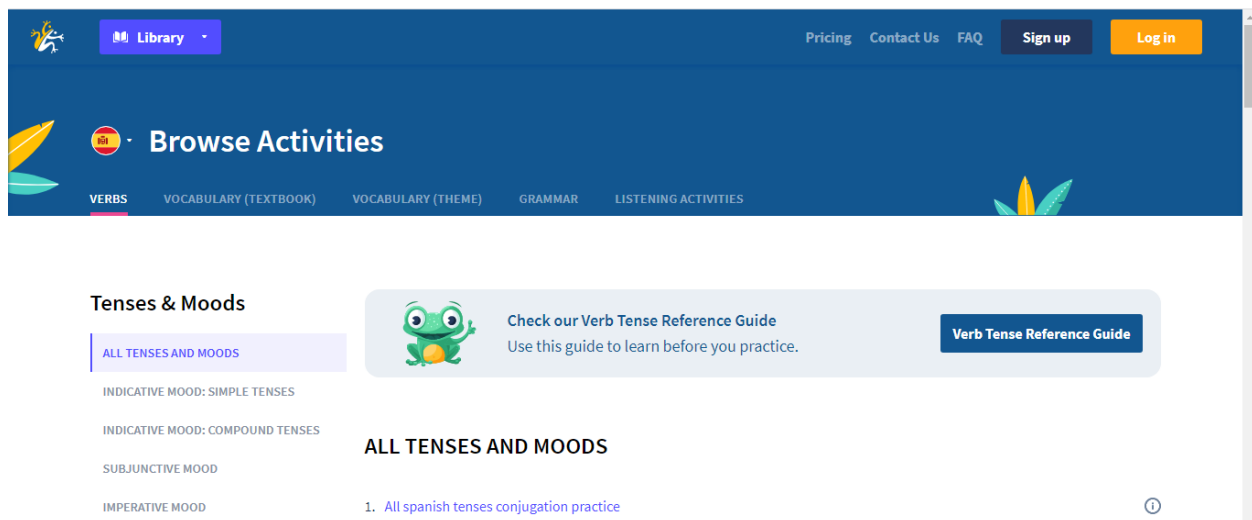 Library
Pricing Contact Us FAQ Sign up Log in
Browse Activities
VERBS VOCABULARY (TEXTBOOK) VOCABULARY (THEME) GRAMMAR LISTENING ACTIVITIES
Tenses & Moods
ALL TENSES AND MOODS
INDICATIVE MOOD: SIMPLE TENSES
INDICATIVE MOOD: COMPOUND TENSES
SUBJUNCTIVE MOOD
IMPERATIVE MOOD
Check our Verb Tense Reference Guide
Use this guide to learn before you practice.
Verb Tense Reference Guide
ALL TENSES AND MOODS
1. All spanish tenses conjugation practice